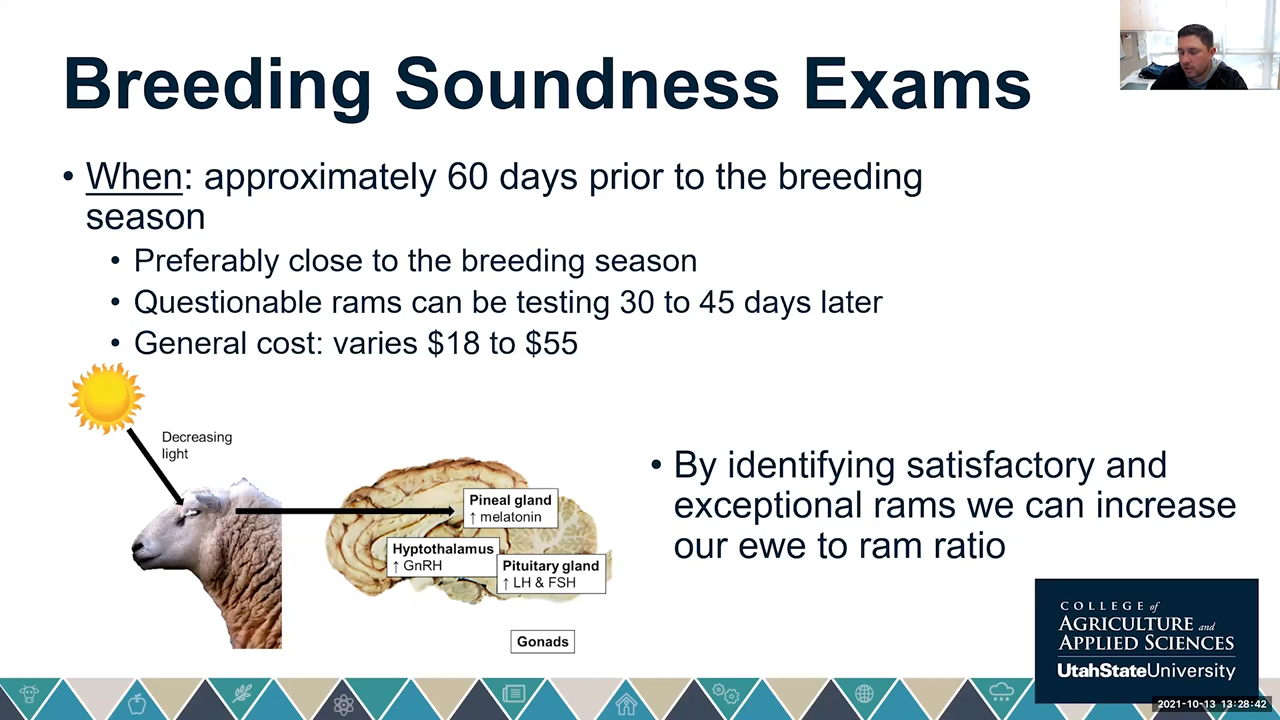 Breeding Soundness Exams
• When: approximately 60 days prior to the breeding
season
• Preferably close to the breeding season
• Questionable rams can be testing 30 to 45 days later
• General cost: varies $18 to $55
Decreasing
light
Pineal gland
↑ melatonin
Hyptothalamus
↑ GnRH
Pituitary gland
↑ LH & FSH
Gonads
• By identifying satisfactory and
exceptional rams we can increase
our ewe to ram ratio
COLLEGE of
AGRICULTURE and
APPLIED SCIENCES
UtahStateUniversity
2021-10-13 13:28:42